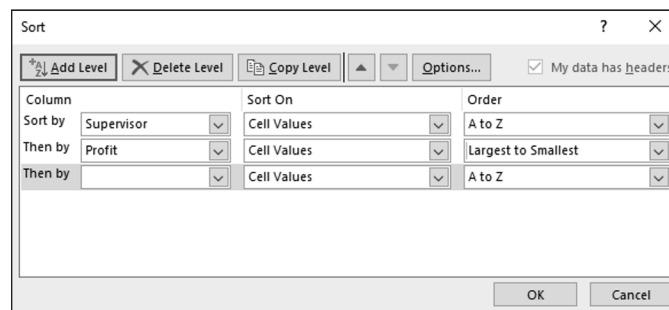 Sort ? ×
Add Level Delete Level Copy Level Options... My data has headers
Column Sort On Order
Sort by Supervisor Cell Values A to Z
Then by Profit Cell Values Largest to Smallest
Then by Cell Values A to Z
OK Cancel